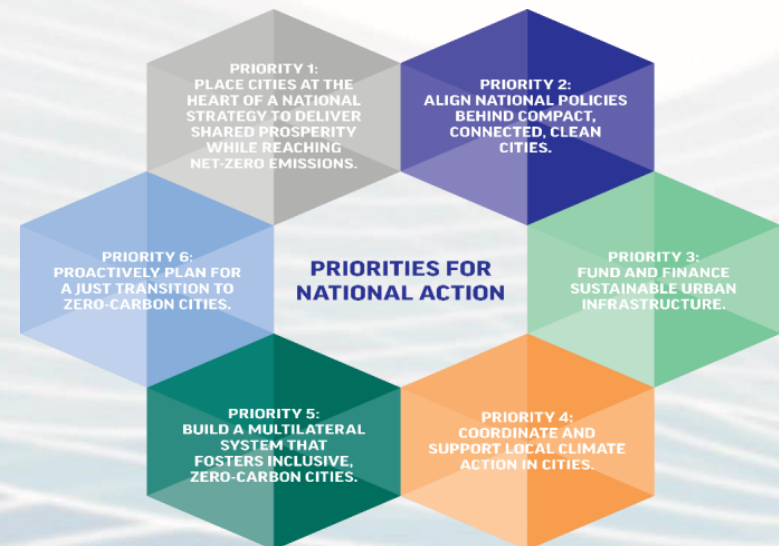 PRIORITY 1:
PLACE CITIES AT THE
HEART OF A NATIONAL
STRATEGY TO DELIVER
SHARED PROSPERITY
WHILE REACHING
NET-ZERO EMISSIONS.
PRIORITY 2:
ALIGN NATIONAL POLICIES
BEHIND COMPACT,
CONNECTED, CLEAN
CITIES.
PRIORITY 6:
PROACTIVELY PLAN FOR
A JUST TRANSITION TO
ZERO-CARBON CITIES.
PRIORITIES FOR
NATIONAL ACTION
PRIORITY 3:
FUND AND FINANCE
SUSTAINABLE URBAN
INFRASTRUCTURE.
PRIORITY 5:
BUILD A MULTILATERAL
SYSTEM THAT
FOSTERS INCLUSIVE,
ZERO-CARBON CITIES.
PRIORITY 4:
COORDINATE AND
SUPPORT LOCAL CLIMATE
ACTION IN CITIES.